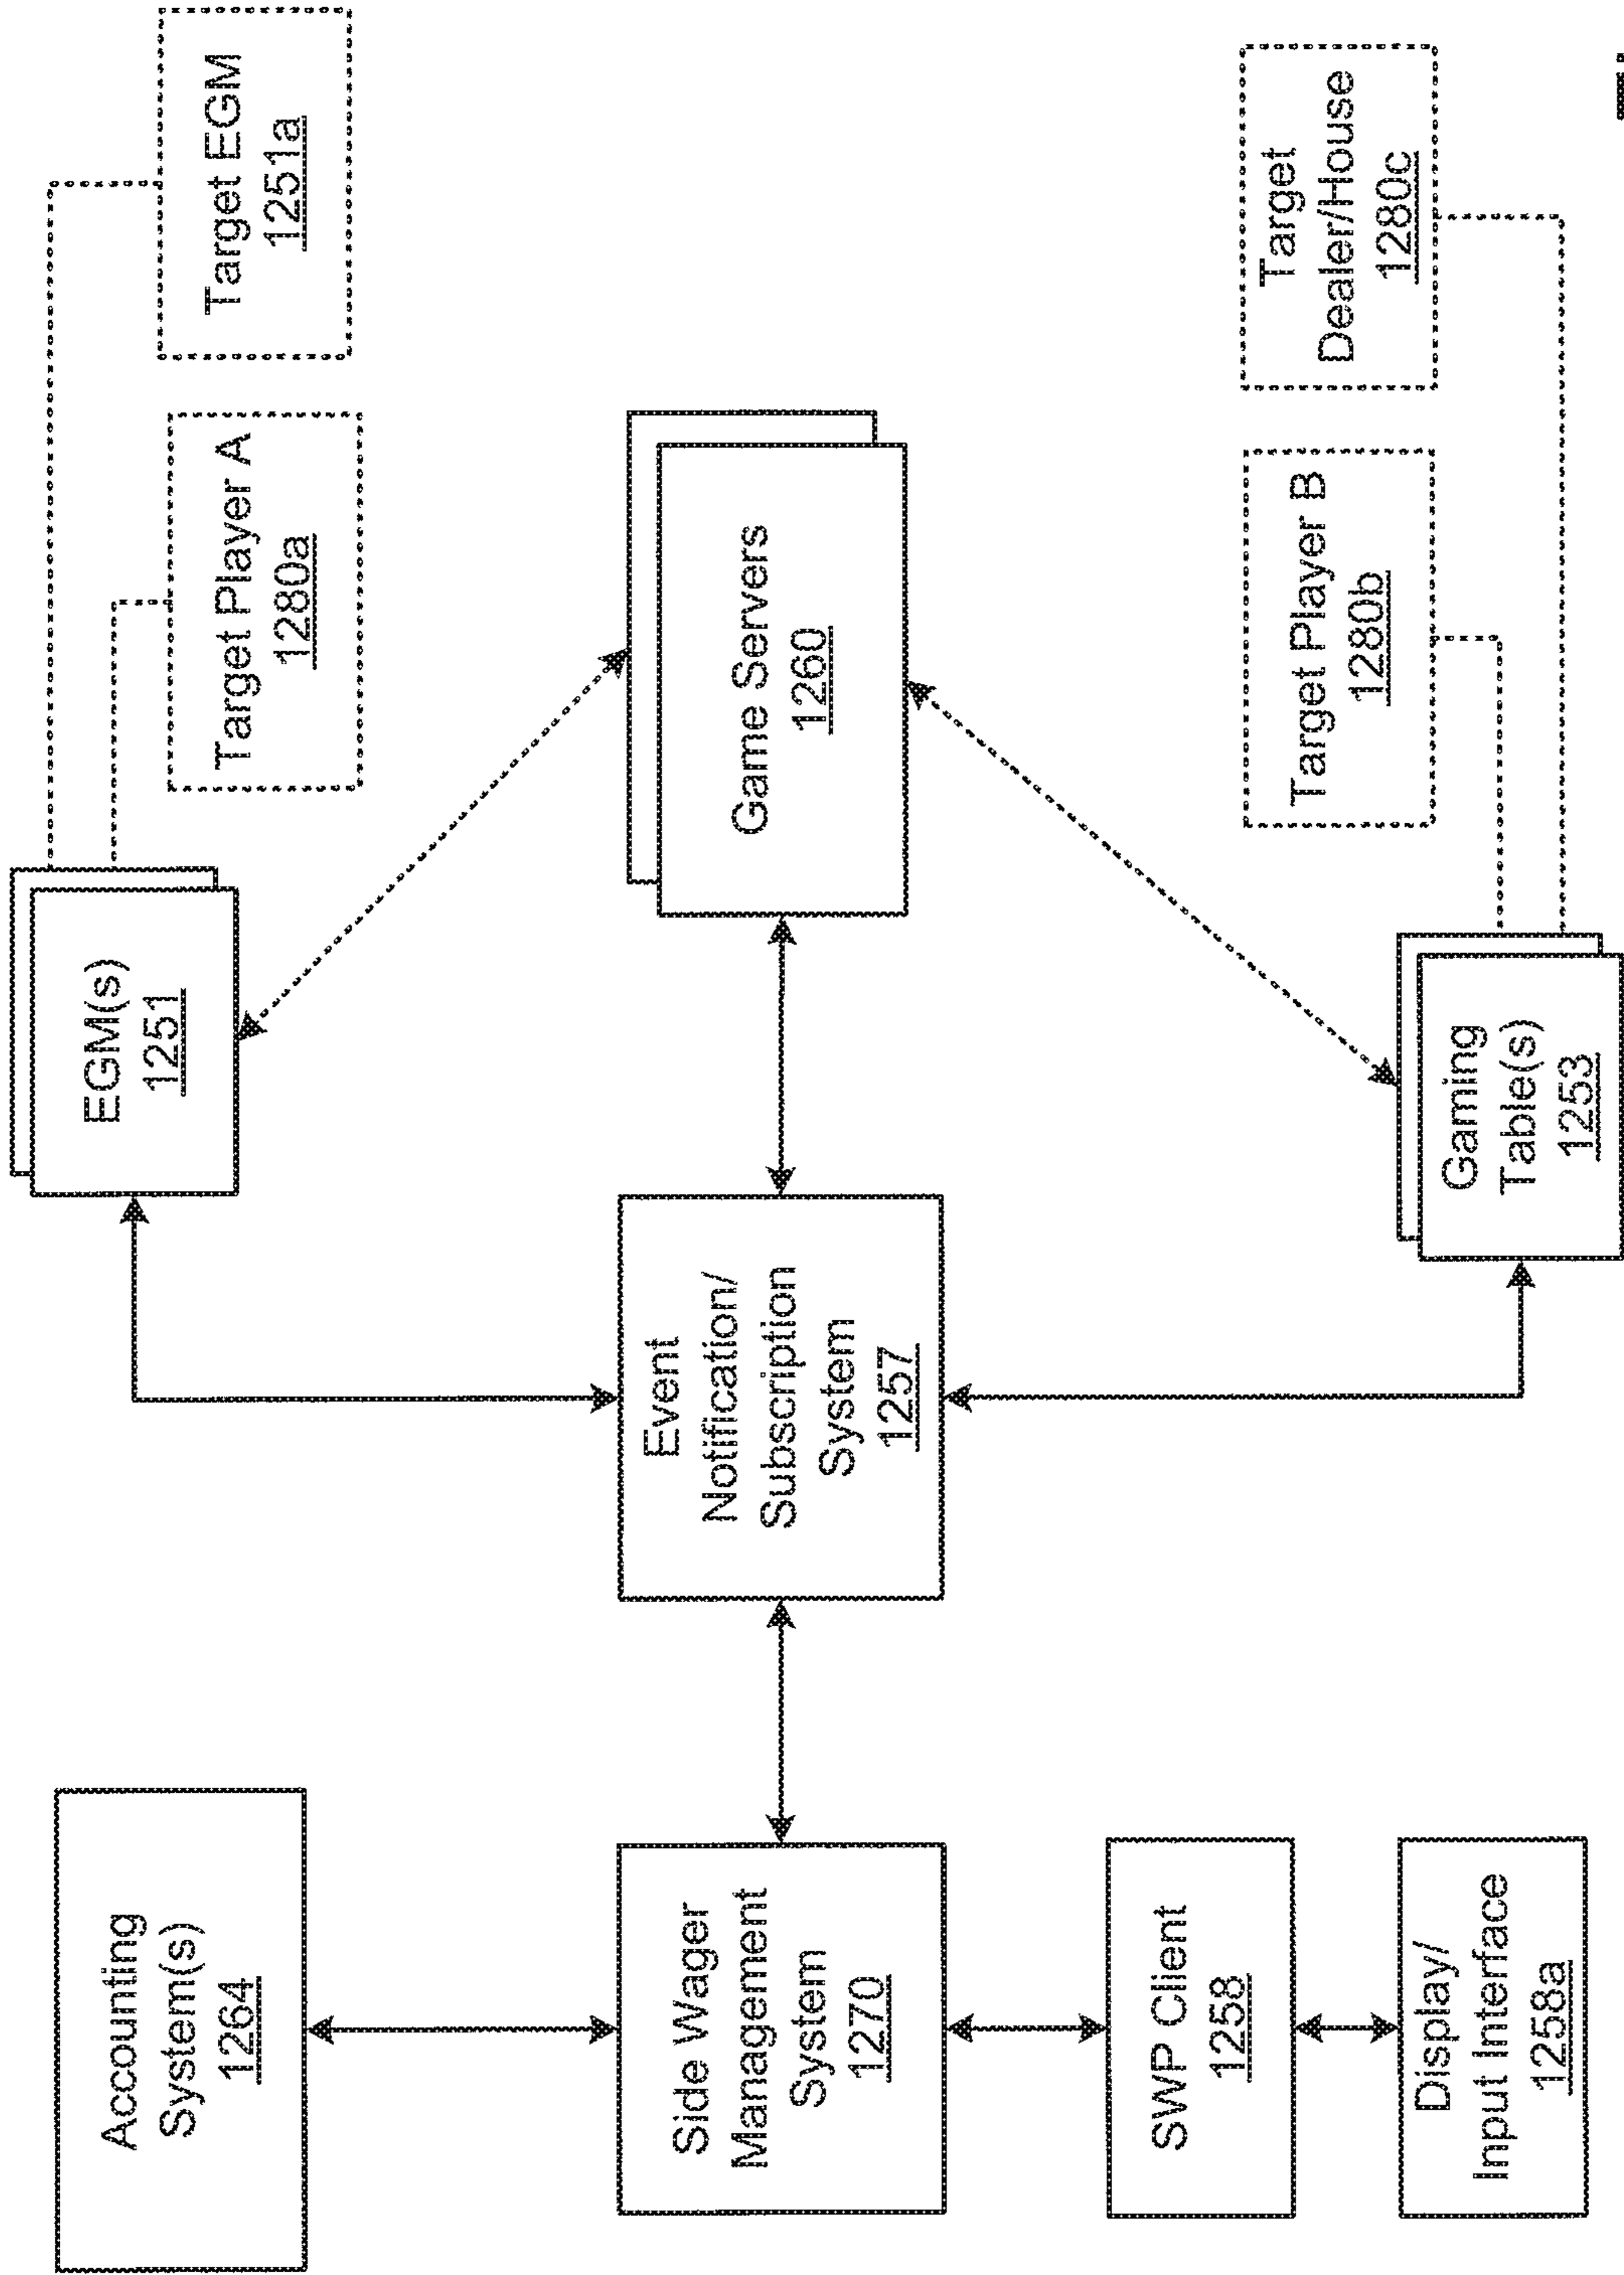 Accounting
System(s)
1264
Side Wager
Management
System
1270
SWP Client
1258
Display/
Input Interface
1258a
Event
Notification/
Subscription
System
1257
EGM(s)
1251
Game Servers
1260
Gaming
Table(s)
1253
Target Player A
1280a
Target EGM
1251a
Target Player B
1280b
Target
Dealer/House
1280c